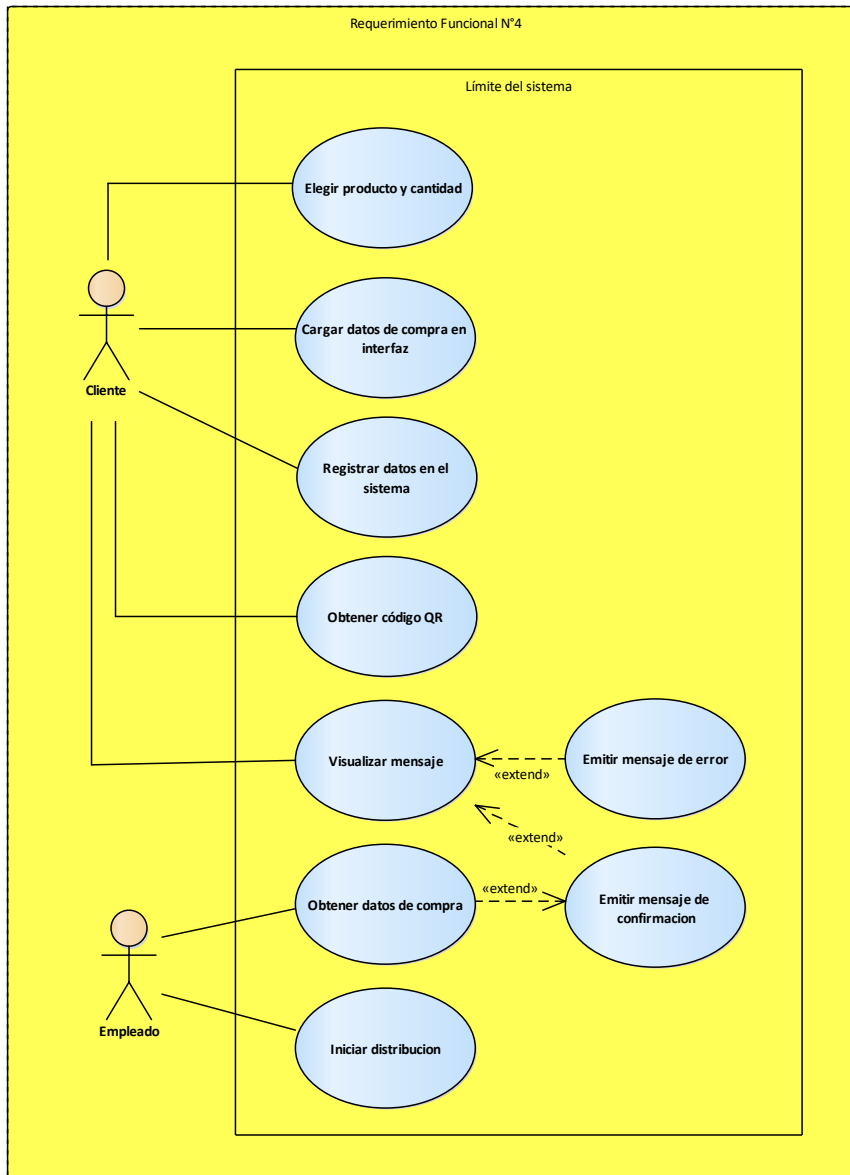 Requerimiento Funcional N°4
Límite del sistema
Elegir producto y cantidad
Cargar datos de compra en
interfaz
Cliente
Registrar datos en el
sistema
Obtener código QR
Visualizar mensaje
Emitir mensaje de error
«extend»
«extend»
Obtener datos de compra
«extend»
Emitir mensaje de
confirmacion
Empleado
Iniciar distribucion